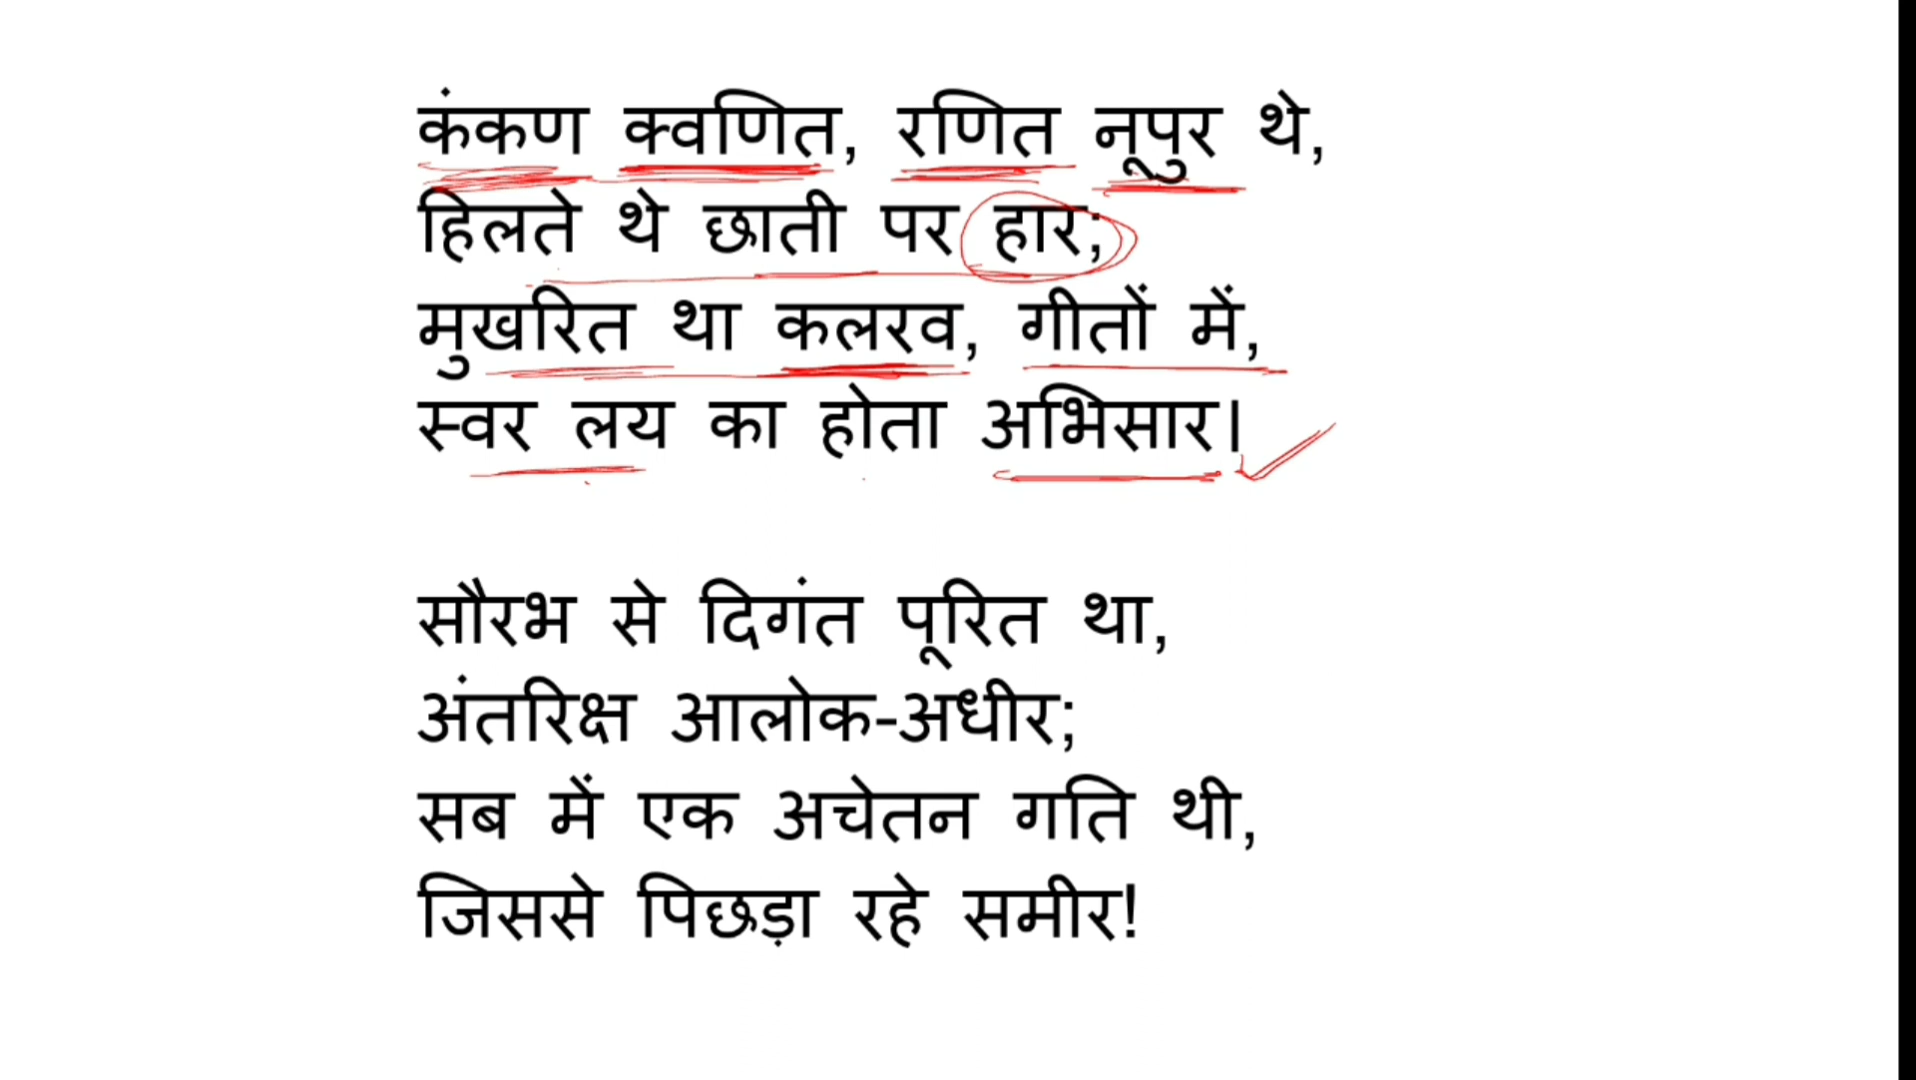 कंकण क्वणित, रणित नूपुर थे,
हिलते थे छाती पर हार;
मुखरित था कलरव, गीतों में,
स्वर लय का होता अभिसार।
सौरभ से दिगंत पूरित था,
अंतरिक्ष आलोक-अधीर;
सब में एक अचेतन गति थी,
जिससे पिछड़ा रहे समीर!